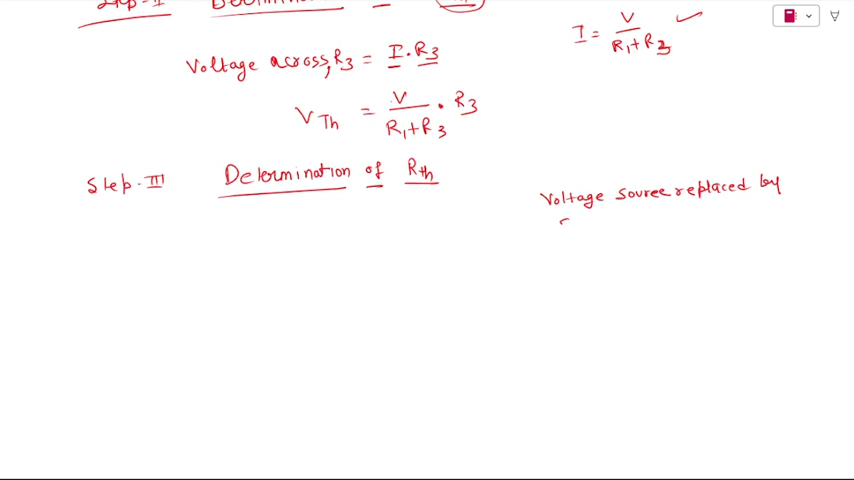 I = V / R1+R3
Voltage across, R3 = I · R3
VTh = V / R1+R3 · R3
Step-III Determination of Rth
Voltage source replaced by